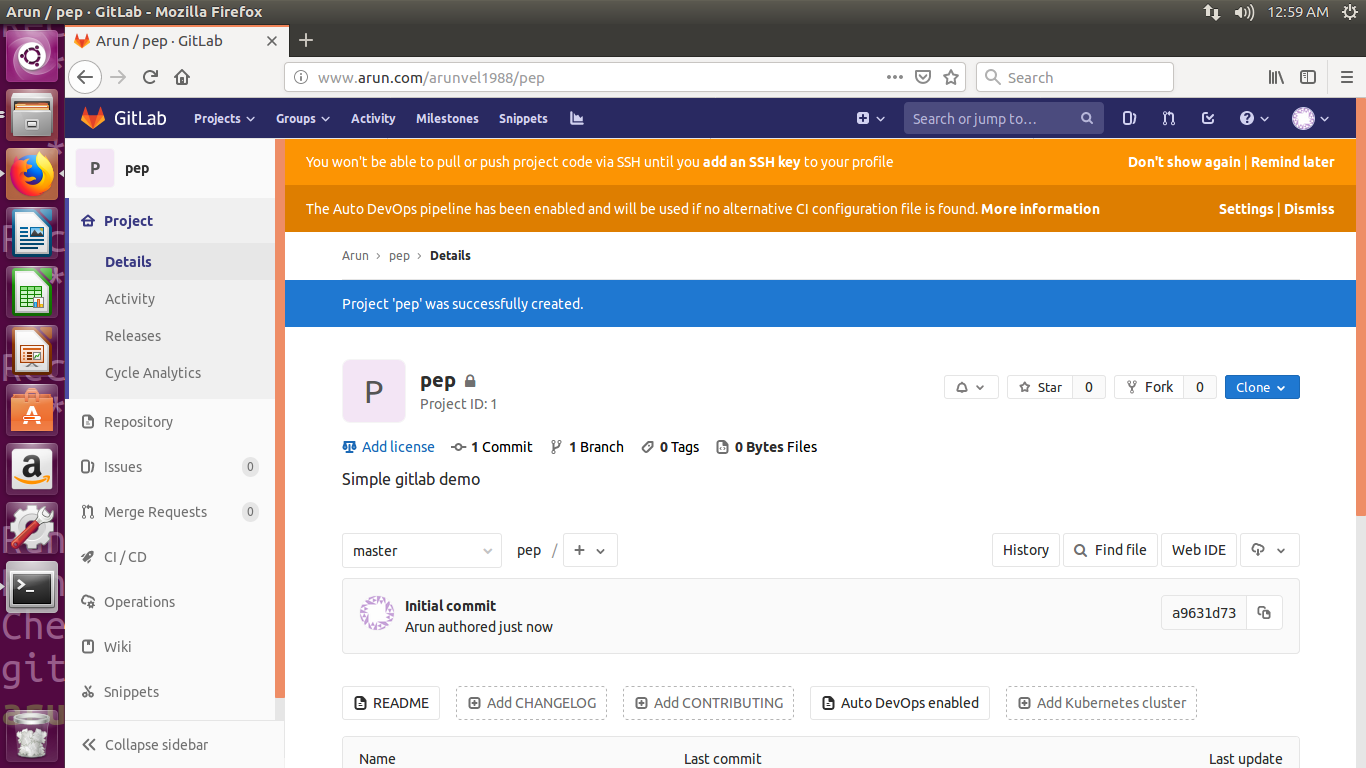 Arun / pep · GitLab - Mozilla Firefox
12:59 AM
Arun / pep · GitLab
www.arun.com/arunvel1988/pep
Search
GitLab
Projects
Groups
Activity
Milestones
Snippets
Search or jump to...
P
pep
Project
Details
Activity
Releases
Cycle Analytics
Repository
Issues
0
Merge Requests
0
CI / CD
Operations
Wiki
Snippets
Collapse sidebar
You won't be able to pull or push project code via SSH until you add an SSH key to your profile
Don't show again | Remind later
The Auto DevOps pipeline has been enabled and will be used if no alternative CI configuration file is found. More information
Settings | Dismiss
Arun › pep › Details
Project 'pep' was successfully created.
P
pep
Project ID: 1
Star
0
Fork
0
Clone
Add license
1 Commit
1 Branch
0 Tags
0 Bytes Files
Simple gitlab demo
master
pep /
History
Find file
Web IDE
Initial commit
Arun authored just now
a9631d73
README
Add CHANGELOG
Add CONTRIBUTING
Auto DevOps enabled
Add Kubernetes cluster
Name
Last commit
Last update
Che
git